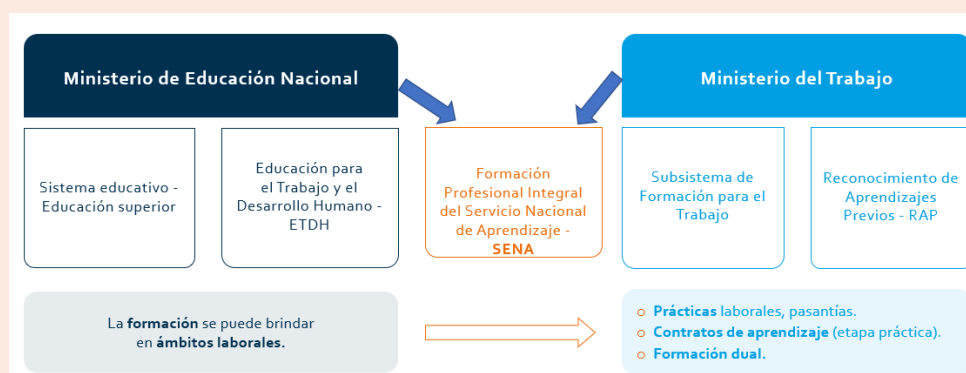 Ministerio de Educación Nacional
Ministerio del Trabajo
Sistema educativo -
Educación superior
Educación para
el Trabajo y el
Desarrollo Humano -
ETDH
Formación
Profesional Integral
del Servicio Nacional
de Aprendizaje -
SENA
Subsistema de
Formación para el
Trabajo
Reconocimiento de
Aprendizajes
Previos - RAP
La formación se puede brindar
en ámbitos laborales.
Prácticas laborales, pasantías.
Contratos de aprendizaje (etapa práctica).
Formación dual.